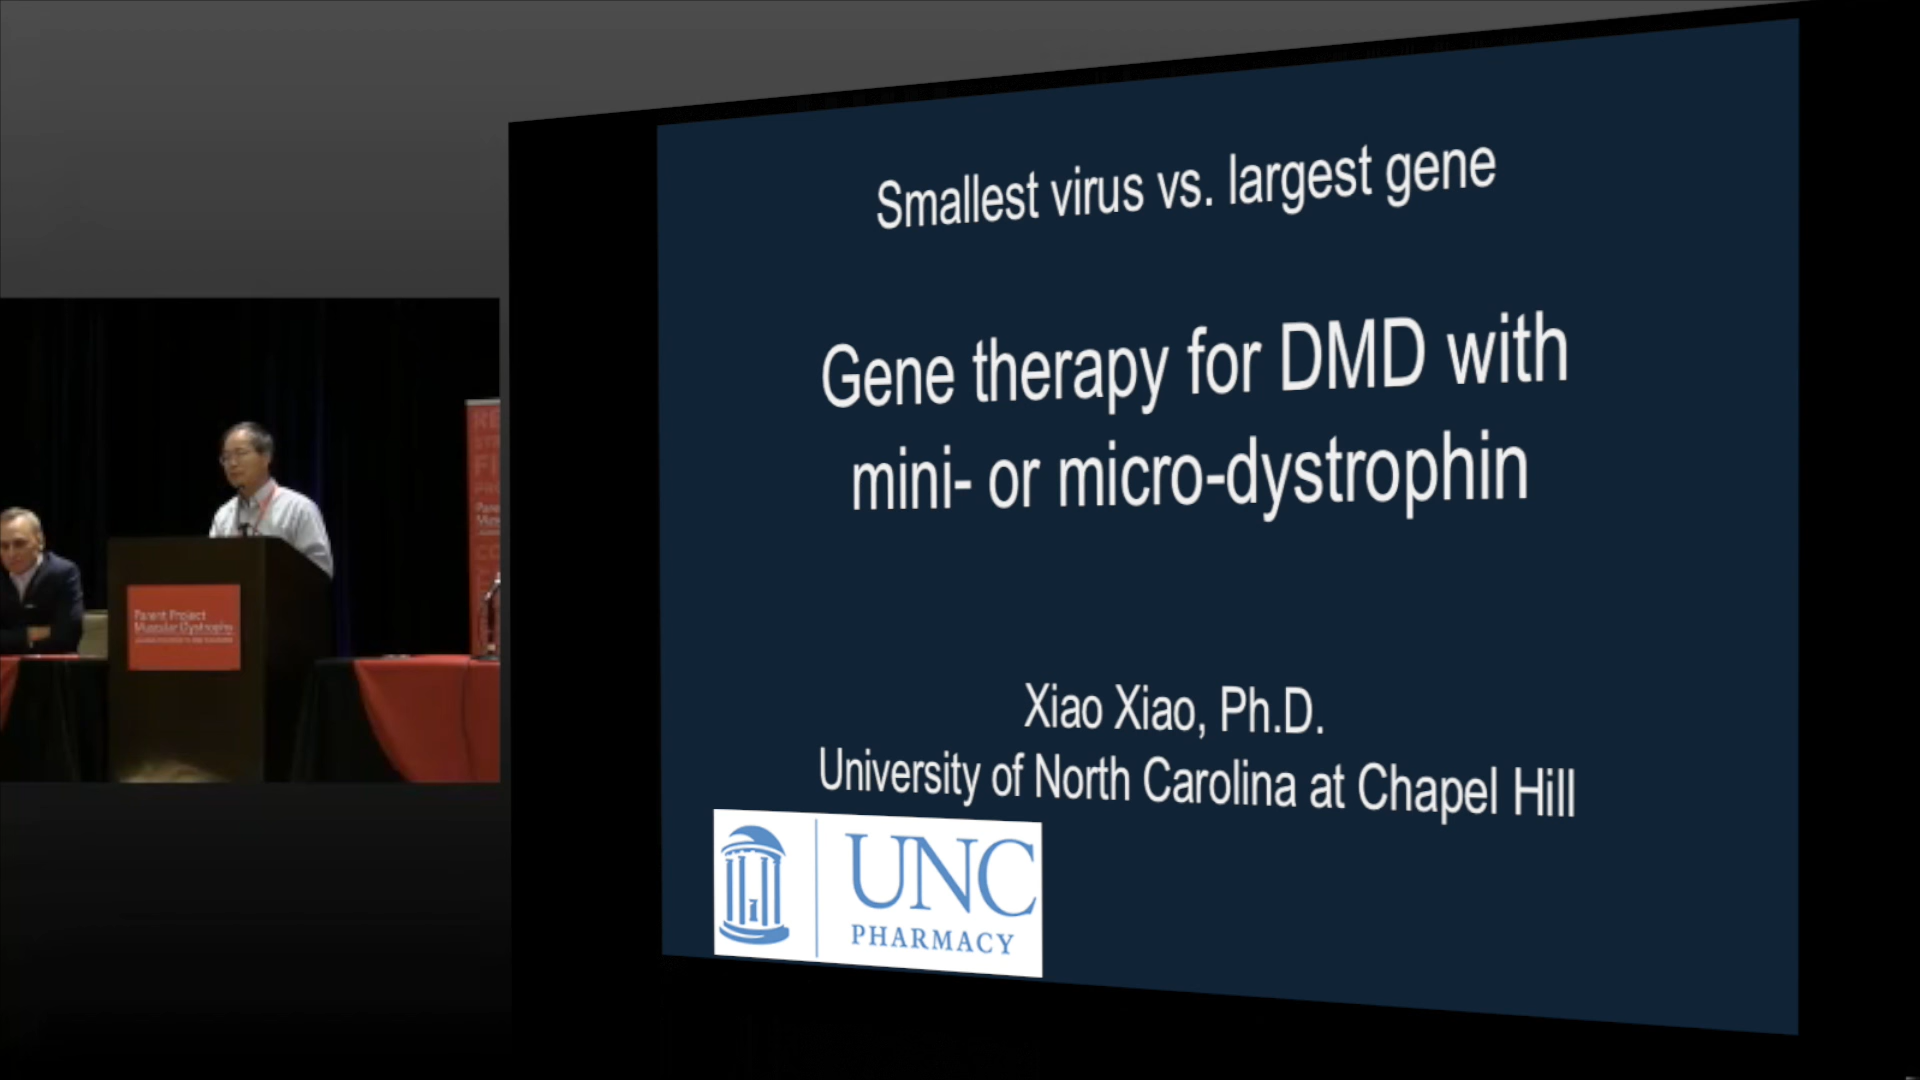 Smallest virus vs. largest gene
Gene therapy for DMD with
mini- or micro-dystrophin
Xiao Xiao, Ph.D.
University of North Carolina at Chapel Hill
UNC
PHARMACY
Parent Project
Muscular Dystrophy